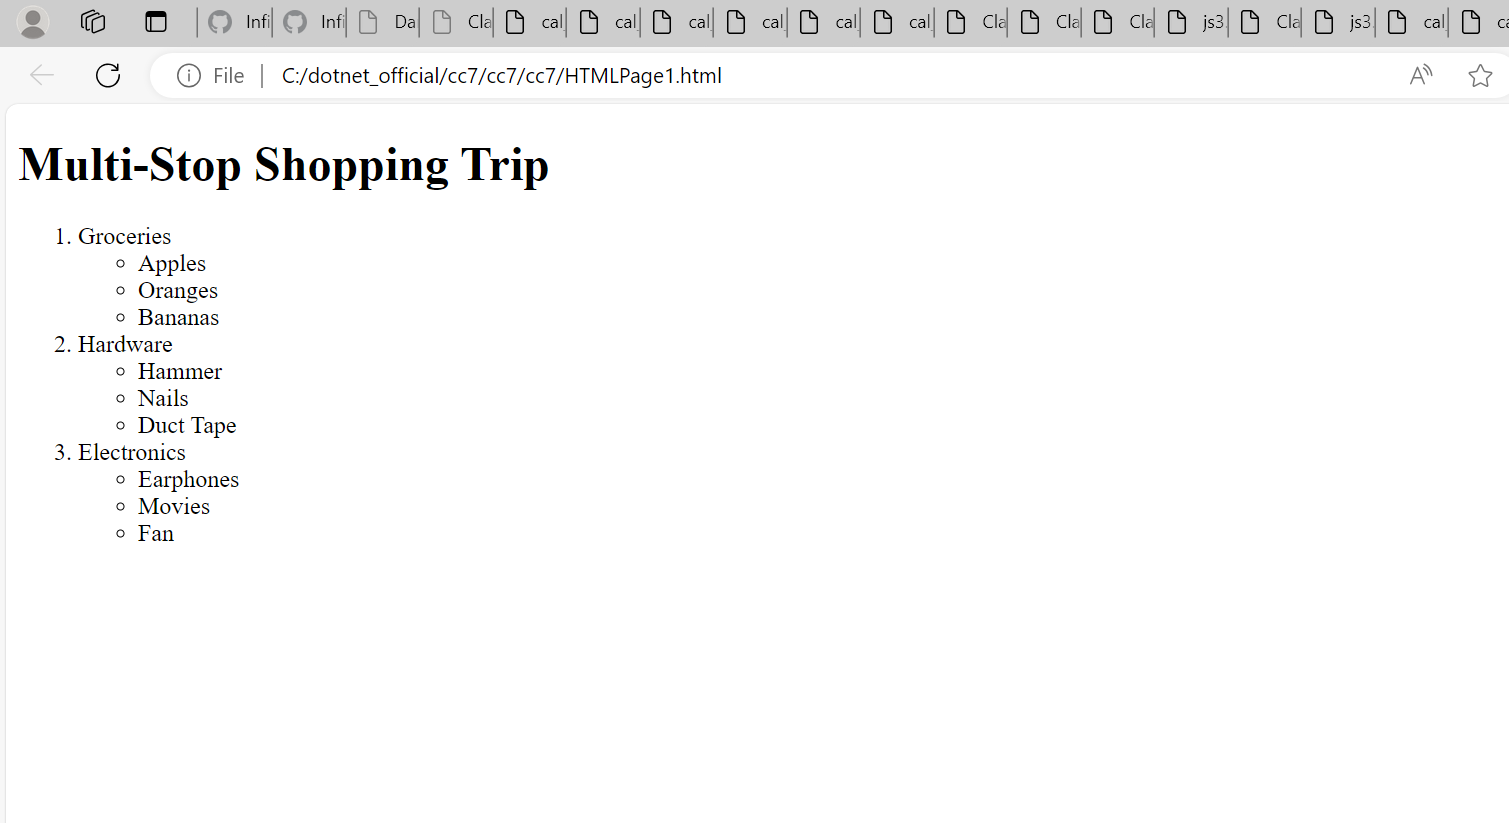 Infi Infi Da Cla cal cal cal cal cal cal Cla Cla Cla js3. Cla js3. cal ca
File C:/dotnet_official/cc7/cc7/cc7/HTMLPage1.html
Multi-Stop Shopping Trip
1. Groceries
Apples
Oranges
Bananas
2. Hardware
Hammer
Nails
Duct Tape
3. Electronics
Earphones
Movies
Fan